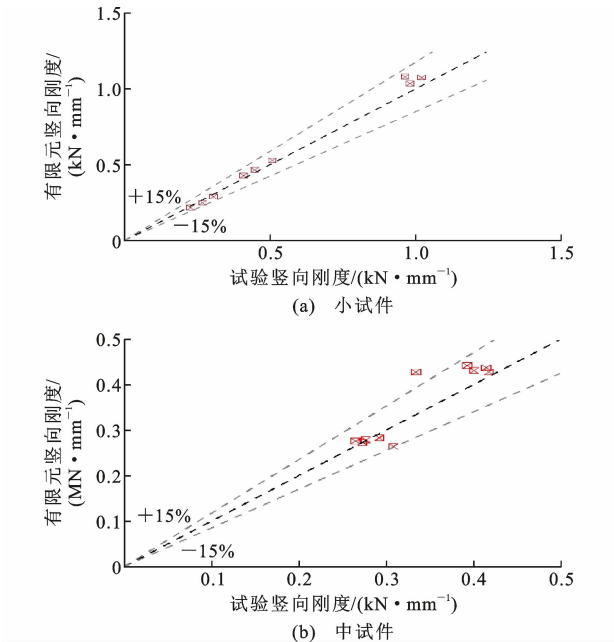 1.5
1.0
0.5
0
有限元竖向刚度/
(kN·mm⁻¹)
+15%
−15%
0.5 1.0 1.5
试验竖向刚度/(kN·mm⁻¹)
(a) 小试件
0.5
0.4
0.3
0.2
0.1
0
有限元竖向刚度/
(MN·mm⁻¹)
+15%
−15%
0.1 0.2 0.3 0.4 0.5
试验竖向刚度/(kN·mm⁻¹)
(b) 中试件